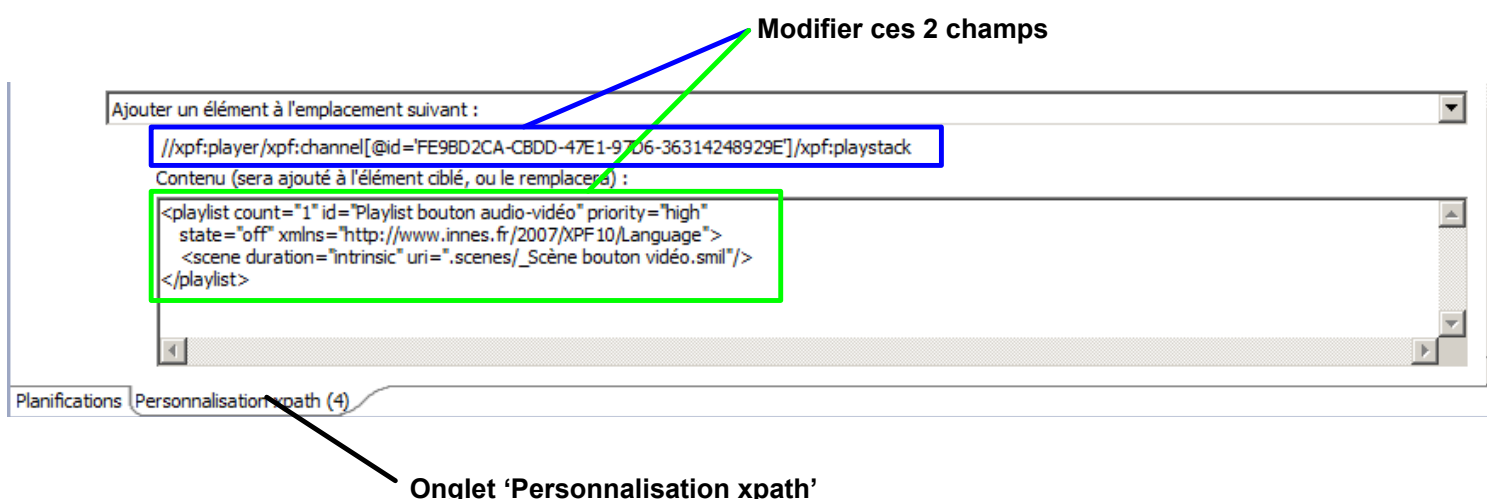 Modifier ces 2 champs
Ajouter un élément à l'emplacement suivant :
//xpf:player/xpf:channel[@id='FE9BD2CA-CBDD-47E1-97D6-36314248929E']/xpf:playstack
Contenu (sera ajouté à l'élément ciblé, ou le remplacera) :
<playlist count="1" id="Playlist bouton audio-vidéo" priority="high"
state="off" xmlns="http://www.innes.fr/2007/XPF10/Language">
<scene duration="intrinsic" uri=".scenes/_Scène bouton vidéo.smil"/>
</playlist>
Planifications Personnalisation xpath (4)
Onglet ‘Personnalisation xpath’